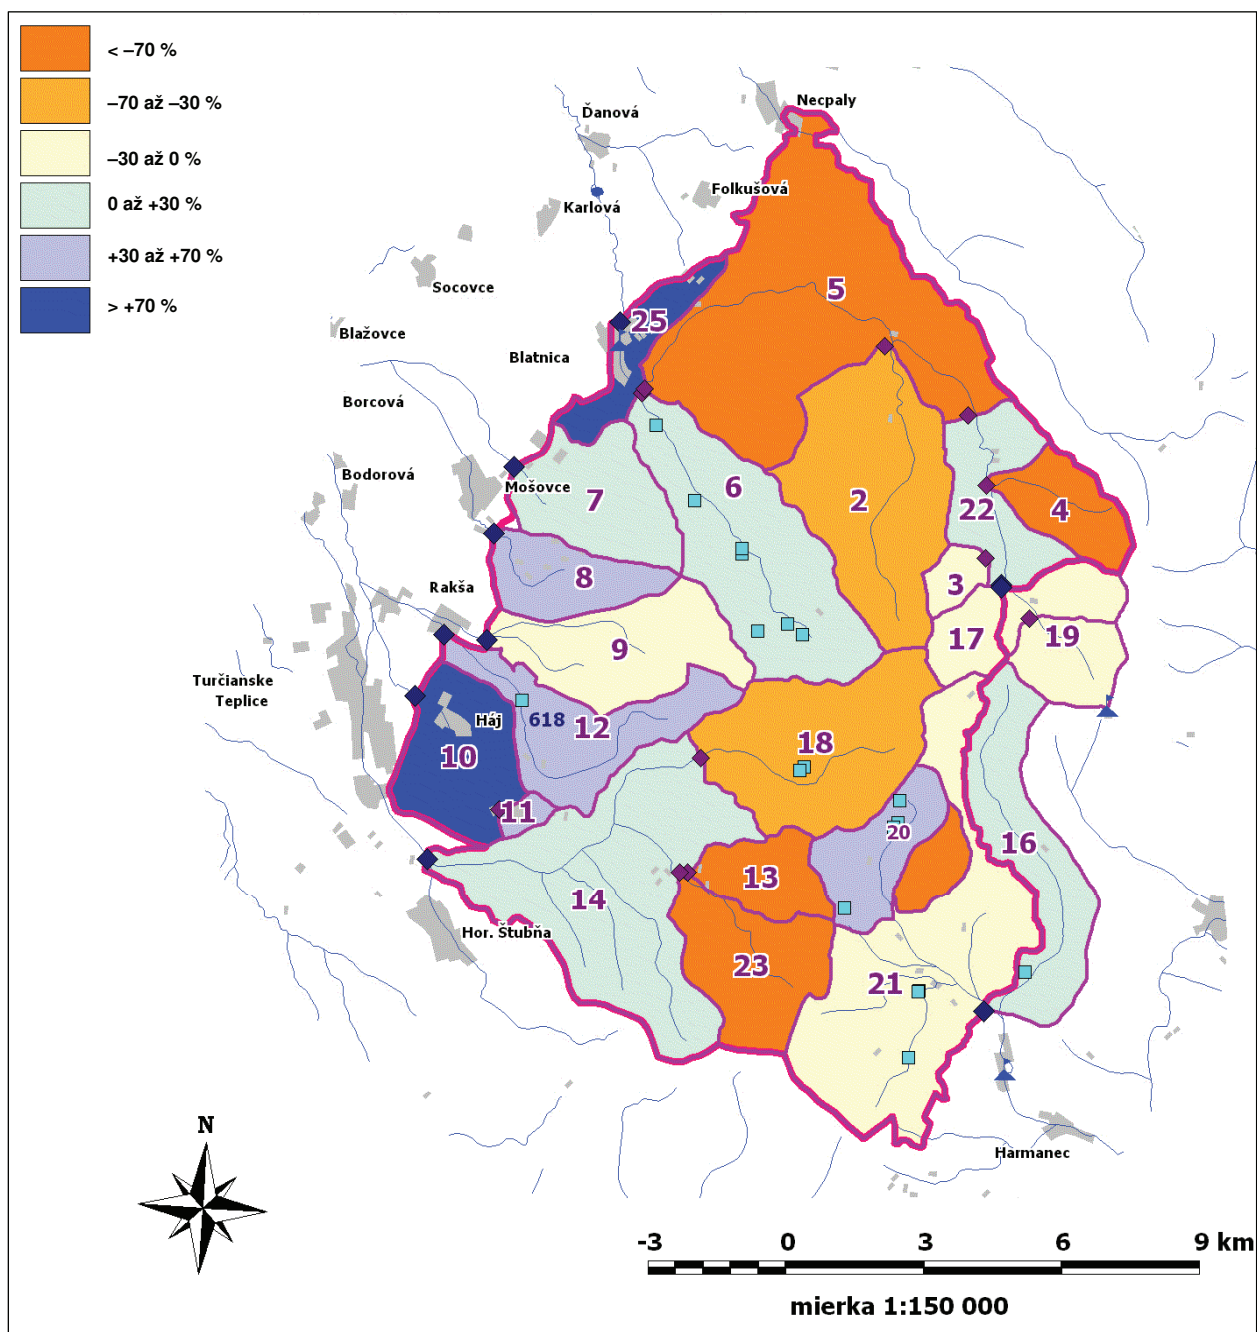 < –70 %
–70 až –30 %
–30 až 0 %
0 až +30 %
+30 až +70 %
> +70 %
Necpaly
Ďanová
Folkušová
Karlová
Socovce
5
25
Blažovce
Blatnica
Borcová
Bodorová
Mošovce
7
6
2
22
4
8
3
Rakša
9
17
19
Turčianske
Teplice
Háj
618
12
18
10
11
20
16
13
14
Hor. Štubňa
23
21
N
Harmanec
-3 0 3 6 9 km
mierka 1:150 000